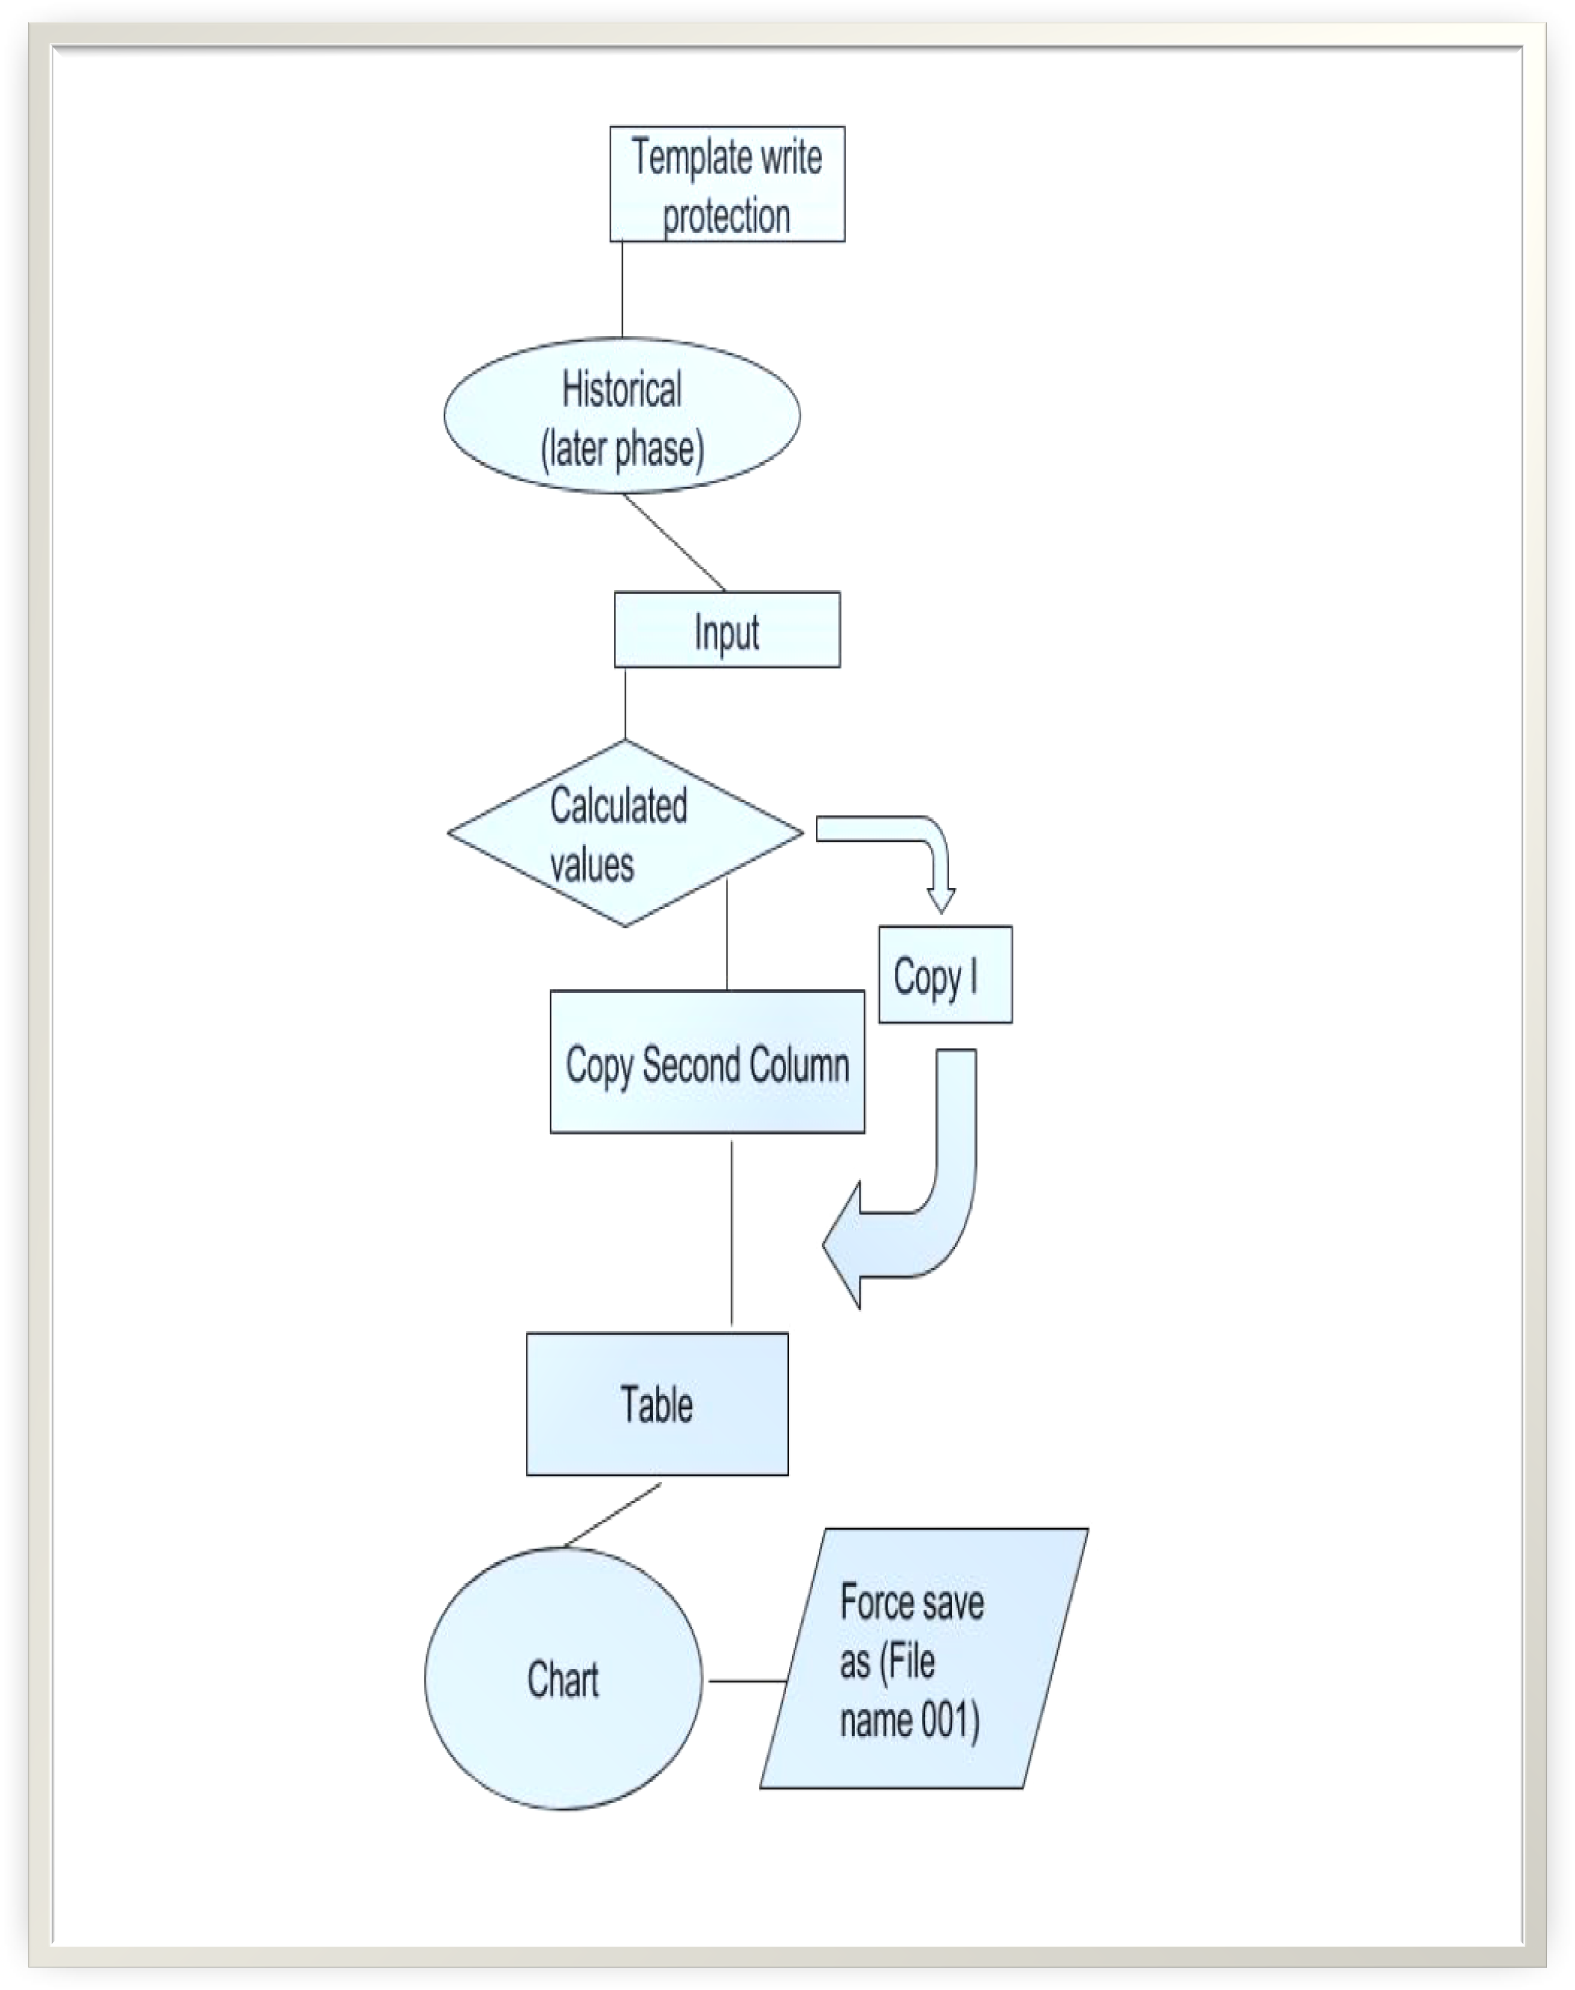 Template write
protection
Historical
(later phase)
Input
Calculated
values
Copy I
Copy Second Column
Table
Chart
Force save
as (File
name 001)